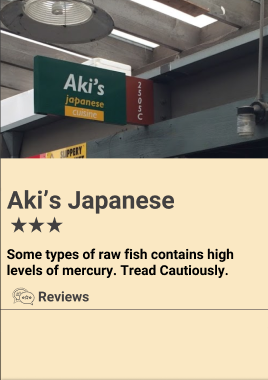 Aki's
japanese
cuisine
2505C
SLIPPERY
Aki's Japanese
★★★
Some types of raw fish contains high
levels of mercury. Tread Cautiously.
Reviews